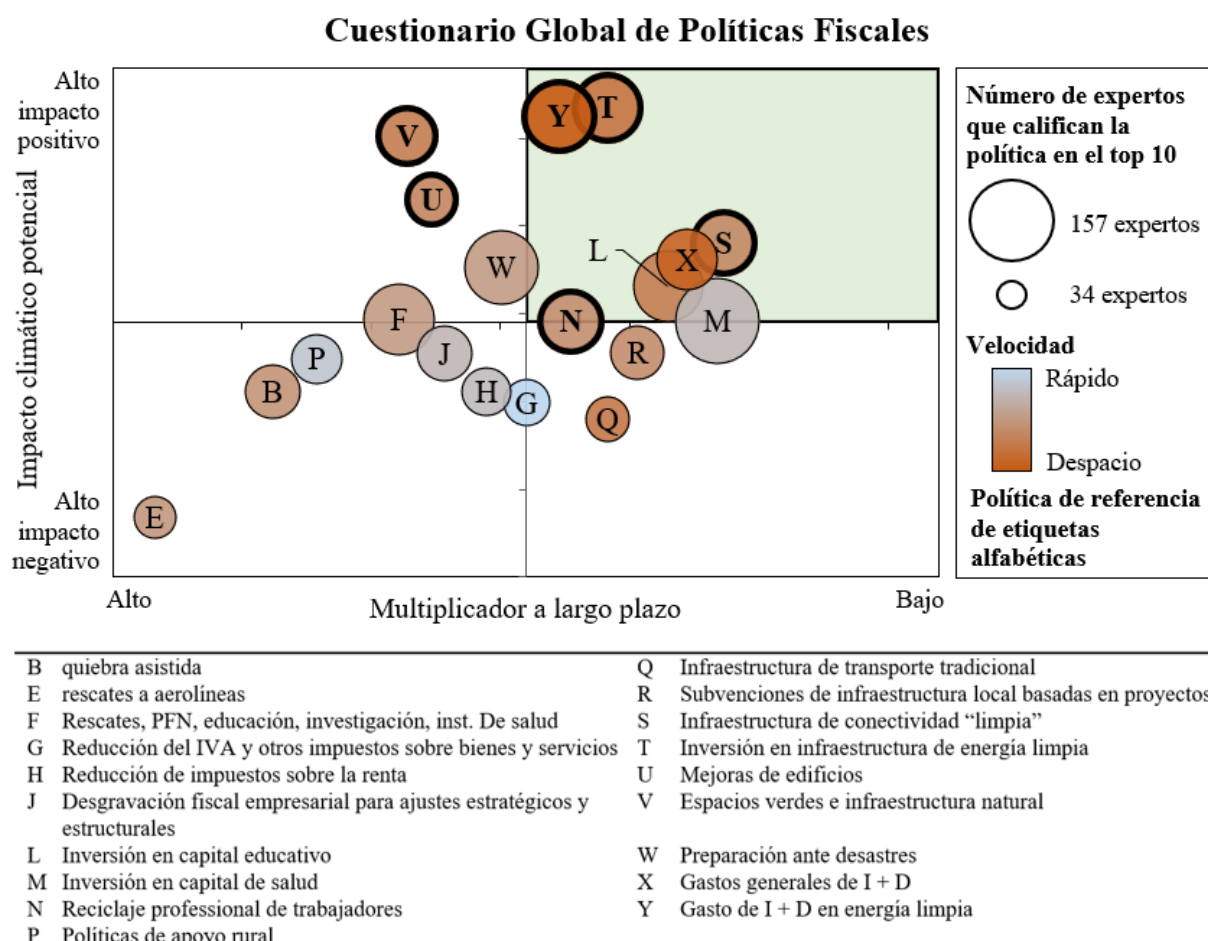 Cuestionario Global de Políticas Fiscales
Alto
impacto
positivo
Impacto climático potencial
Alto
impacto
negativo
V
U
Y
T
W
L
X
S
F
N
M
J
R
P
B
H
G
Q
E
Alto
Multiplicador a largo plazo
Bajo
Número de expertos
que califican la
política en el top 10
157 expertos
34 expertos
Velocidad
Rápido
Despacio
Política de referencia
de etiquetas
alfabéticas
B quiebra asistida
E rescates a aerolíneas
F Rescates, PFN, educación, investigación, inst. De salud
G Reducción del IVA y otros impuestos sobre bienes y servicios
H Reducción de impuestos sobre la renta
J Desgravación fiscal empresarial para ajustes estratégicos y
estructurales
L Inversión en capital educativo
M Inversión en capital de salud
N Reciclaje professional de trabajadores
P Políticas de apoyo rural
Q Infraestructura de transporte tradicional
R Subvenciones de infraestructura local basadas en proyectos
S Infraestructura de conectividad “limpia”
T Inversión en infraestructura de energía limpia
U Mejoras de edificios
V Espacios verdes e infraestructura natural
W Preparación ante desastres
X Gastos generales de I + D
Y Gasto de I + D en energía limpia